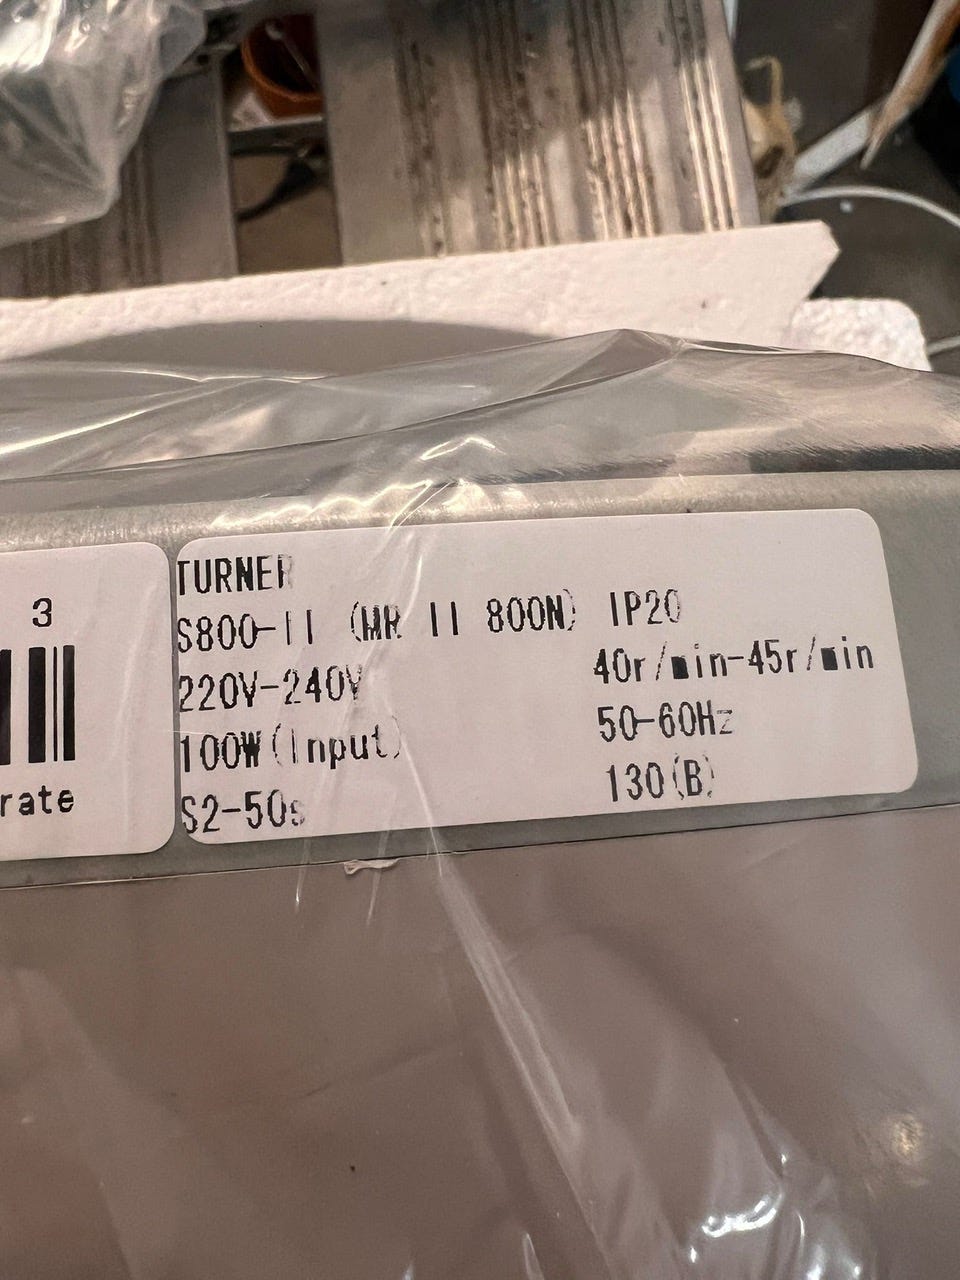 3
rate
TURNER
S800-II (MR II 800N) IP20
220V-240V 40r/min-45r/min
100W(Input) 50-60Hz
S2-50s 130(B)